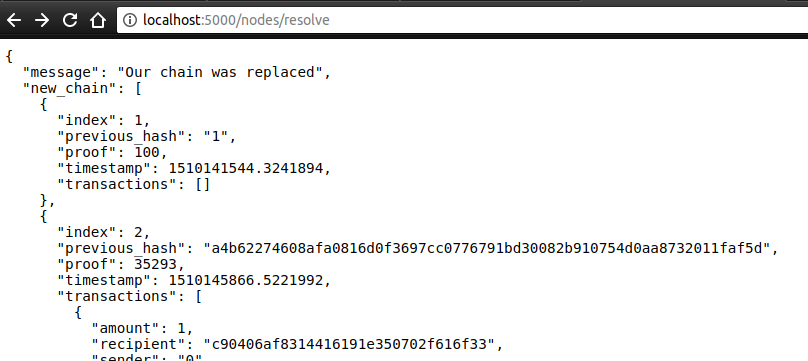 localhost:5000/nodes/resolve
{
  "message": "Our chain was replaced",
  "new_chain": [
    {
      "index": 1,
      "previous_hash": "1",
      "proof": 100,
      "timestamp": 1510141544.3241894,
      "transactions": []
    },
    {
      "index": 2,
      "previous_hash": "a4b62274608afa0816d0f3697cc0776791bd30082b910754d0aa8732011faf5d",
      "proof": 35293,
      "timestamp": 1510145866.5221992,
      "transactions": [
        {
          "amount": 1,
          "recipient": "c90406af8314416191e350702f616f33",
          "sender": "0"